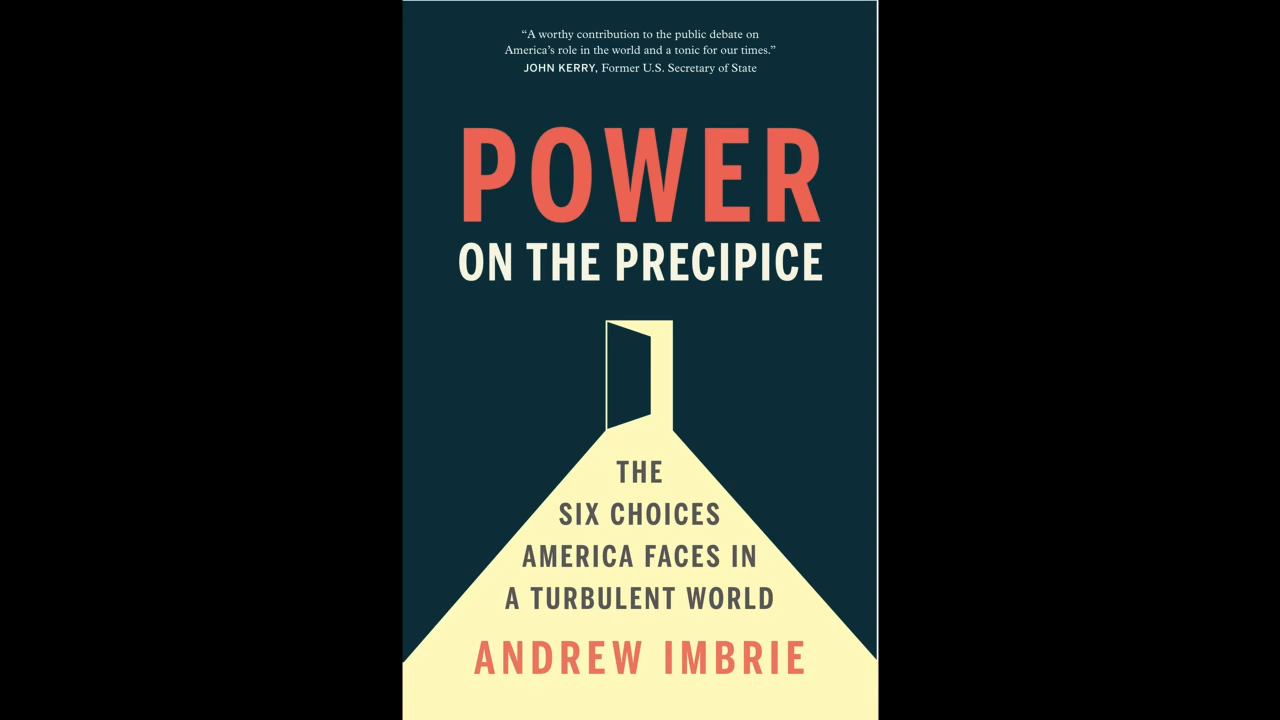 “A worthy contribution to the public debate on
America’s role in the world and a tonic for our times.”
JOHN KERRY, Former U.S. Secretary of State
POWER
ON THE PRECIPICE
THE
SIX CHOICES
AMERICA FACES IN
A TURBULENT WORLD
ANDREW IMBRIE